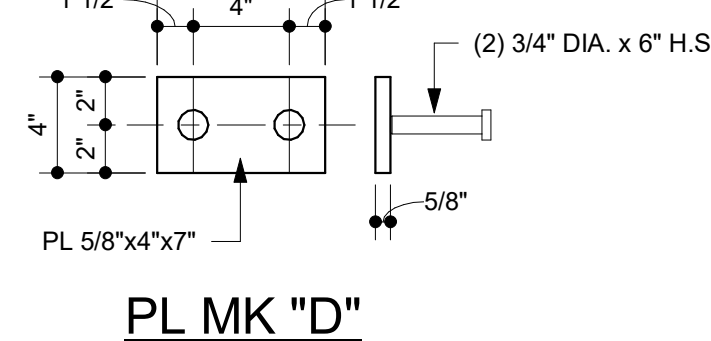 1 1/2"
4"
1 1/2"
(2) 3/4" DIA. x 6" H.S
4"
2"
2"
5/8"
PL 5/8"x4"x7"
PL MK "D"